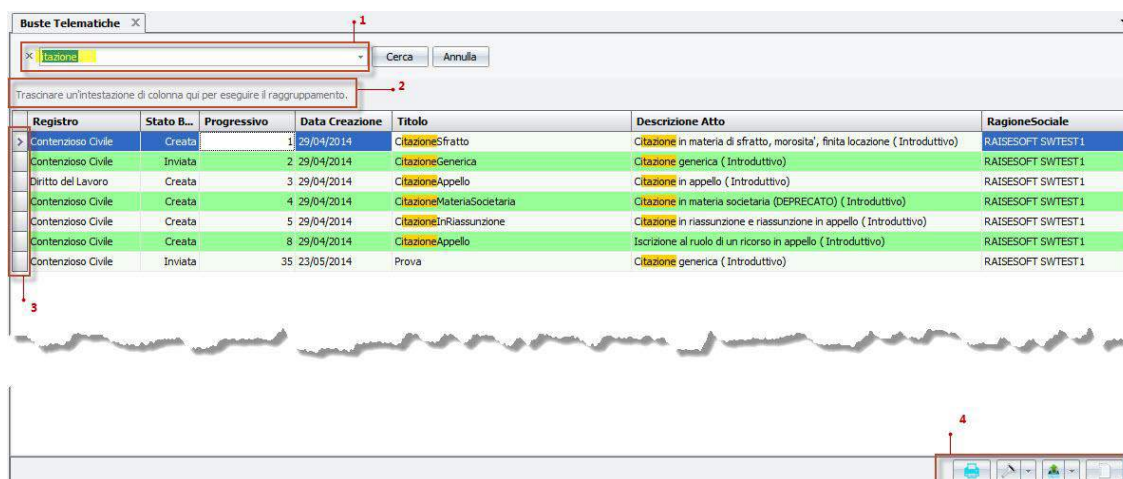 Buste Telematiche X
1
× itazione Cerca Annulla
2
Trascinare un'intestazione di colonna qui per eseguire il raggruppamento.
Registro Stato B... Progressivo Data Creazione Titolo Descrizione Atto RagioneSociale
Contenzioso Civile Creata 1 29/04/2014 CitazioneSfratto Citazione in materia di sfratto, morosita', finita locazione ( Introduttivo) RAISESOFT SWTEST1
Contenzioso Civile Inviata 2 29/04/2014 CitazioneGenerica Citazione generica ( Introduttivo) RAISESOFT SWTEST1
Diritto del Lavoro Creata 3 29/04/2014 CitazioneAppello Citazione in appello ( Introduttivo) RAISESOFT SWTEST1
Contenzioso Civile Creata 4 29/04/2014 CitazioneMateriaSocietaria Citazione in materia societaria (DEPRECATO) ( Introduttivo) RAISESOFT SWTEST1
Contenzioso Civile Creata 5 29/04/2014 CitazioneInRiassunzione Citazione in riassunzione e riassunzione in appello ( Introduttivo) RAISESOFT SWTEST1
Contenzioso Civile Creata 8 29/04/2014 CitazioneAppello Iscrizione al ruolo di un ricorso in appello ( Introduttivo) RAISESOFT SWTEST1
Contenzioso Civile Inviata 35 23/05/2014 Prova Citazione generica ( Introduttivo) RAISESOFT SWTEST1
3
4